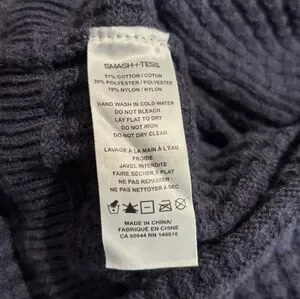 SMASH + TESS
51% COTTON / COTON
30% POLYESTER / POLYESTER
19% NYLON / NYLON
HAND WASH IN COLD WATER
DO NOT BLEACH
LAY FLAT TO DRY
DO NOT IRON
DO NOT DRY CLEAN
LAVAGE À LA MAIN À L'EAU
FROIDE
JAVEL INTERDITE
FAIRE SÉCHER À PLAT
NE PAS REPASSER
NE PAS NETTOYER À SEC
MADE IN CHINA/
FABRIQUÉ EN CHINE
CA 60044 RN 140816